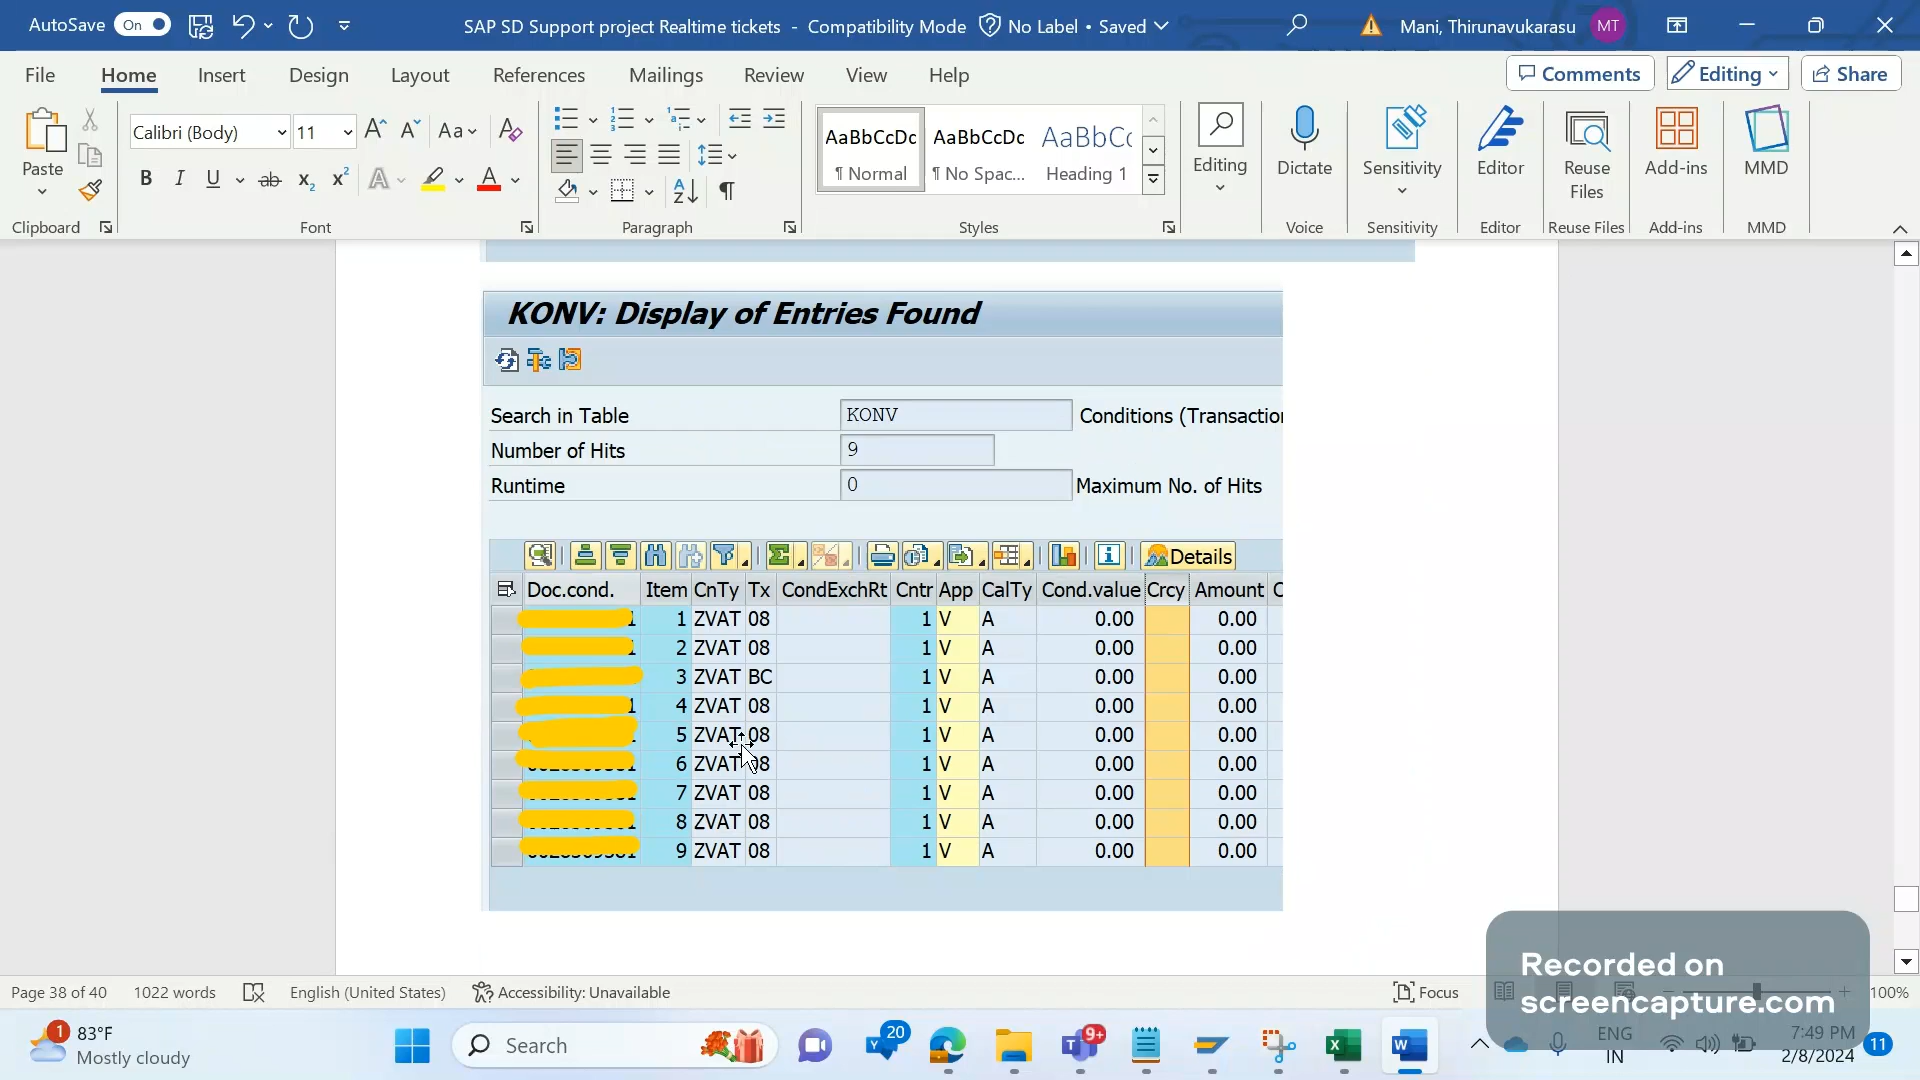 AutoSave On SAP SD Support project Realtime tickets - Compatibility Mode No Label • Saved Mani, Thirunavukarasu MT
File Home Insert Design Layout References Mailings Review View Help Comments Editing Share
Calibri (Body) 11 Aa
AaBbCcDc AaBbCcDc AaBbCc
Paste ¶ Normal ¶ No Spac... Heading 1 Editing Dictate Sensitivity Editor Reuse Files Add-ins MMD
B I U ab x2 x2 A A
Clipboard Font Paragraph Styles Voice Sensitivity Editor Reuse Files Add-ins MMD
KONV: Display of Entries Found
Search in Table KONV Conditions (Transaction
Number of Hits 9
Runtime 0 Maximum No. of Hits
Details
Doc.cond. Item CnTy Tx CondExchRt Cntr App CalTy Cond.value Crcy Amount C
1 ZVAT 08 1 V A 0.00 0.00
2 ZVAT 08 1 V A 0.00 0.00
3 ZVAT BC 1 V A 0.00 0.00
4 ZVAT 08 1 V A 0.00 0.00
5 ZVAT 08 1 V A 0.00 0.00
6 ZVAT 08 1 V A 0.00 0.00
7 ZVAT 08 1 V A 0.00 0.00
8 ZVAT 08 1 V A 0.00 0.00
9 ZVAT 08 1 V A 0.00 0.00
Recorded on
screencapture.com
Page 38 of 40 1022 words English (United States) Accessibility: Unavailable Focus 100%
1 83°F
Mostly cloudy
Search 20 9+
ENG
IN
7:49 PM
2/8/2024
11